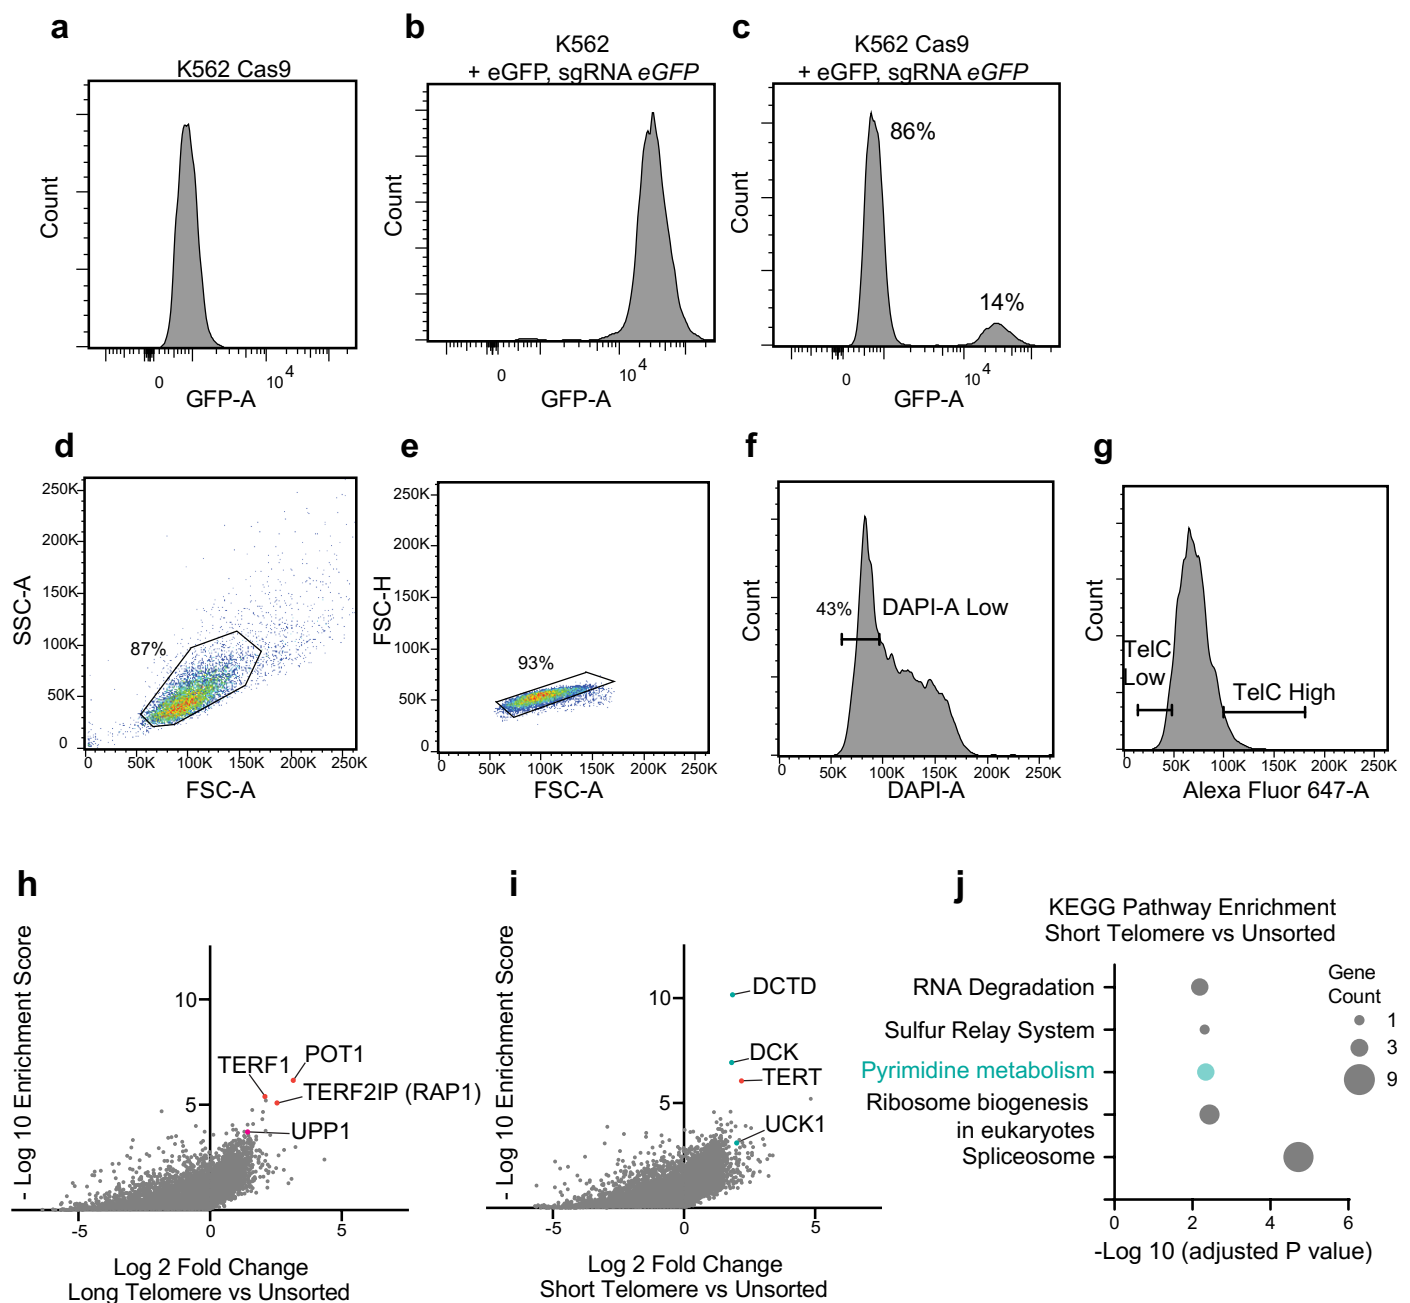 a
K562 Cas9
Count
0
10^4
GFP-A
b
K562
+ eGFP, sgRNA eGFP
Count
0
10^4
GFP-A
c
K562 Cas9
+ eGFP, sgRNA eGFP
86%
14%
Count
0
10^4
GFP-A
d
SSC-A
250K
200K
150K
100K
50K
0
87%
0 50K 100K 150K 200K 250K
FSC-A
e
FSC-H
250K
200K
150K
100K
50K
0
93%
0 50K 100K 150K 200K 250K
FSC-A
f
Count
43%
DAPI-A Low
0 50K 100K 150K 200K 250K
DAPI-A
g
Count
TelC
Low
TelC High
0 50K 100K 150K 200K 250K
Alexa Fluor 647-A
h
- Log 10 Enrichment Score
10
5
TERF1
POT1
TERF2IP (RAP1)
UPP1
-5 0 5
Log 2 Fold Change
Long Telomere vs Unsorted
i
- Log 10 Enrichment Score
10
5
DCTD
DCK
TERT
UCK1
-5 0 5
Log 2 Fold Change
Short Telomere vs Unsorted
j
KEGG Pathway Enrichment
Short Telomere vs Unsorted
RNA Degradation
Sulfur Relay System
Pyrimidine metabolism
Ribosome biogenesis
in eukaryotes
Spliceosome
Gene
Count
1
3
9
0 2 4 6
-Log 10 (adjusted P value)